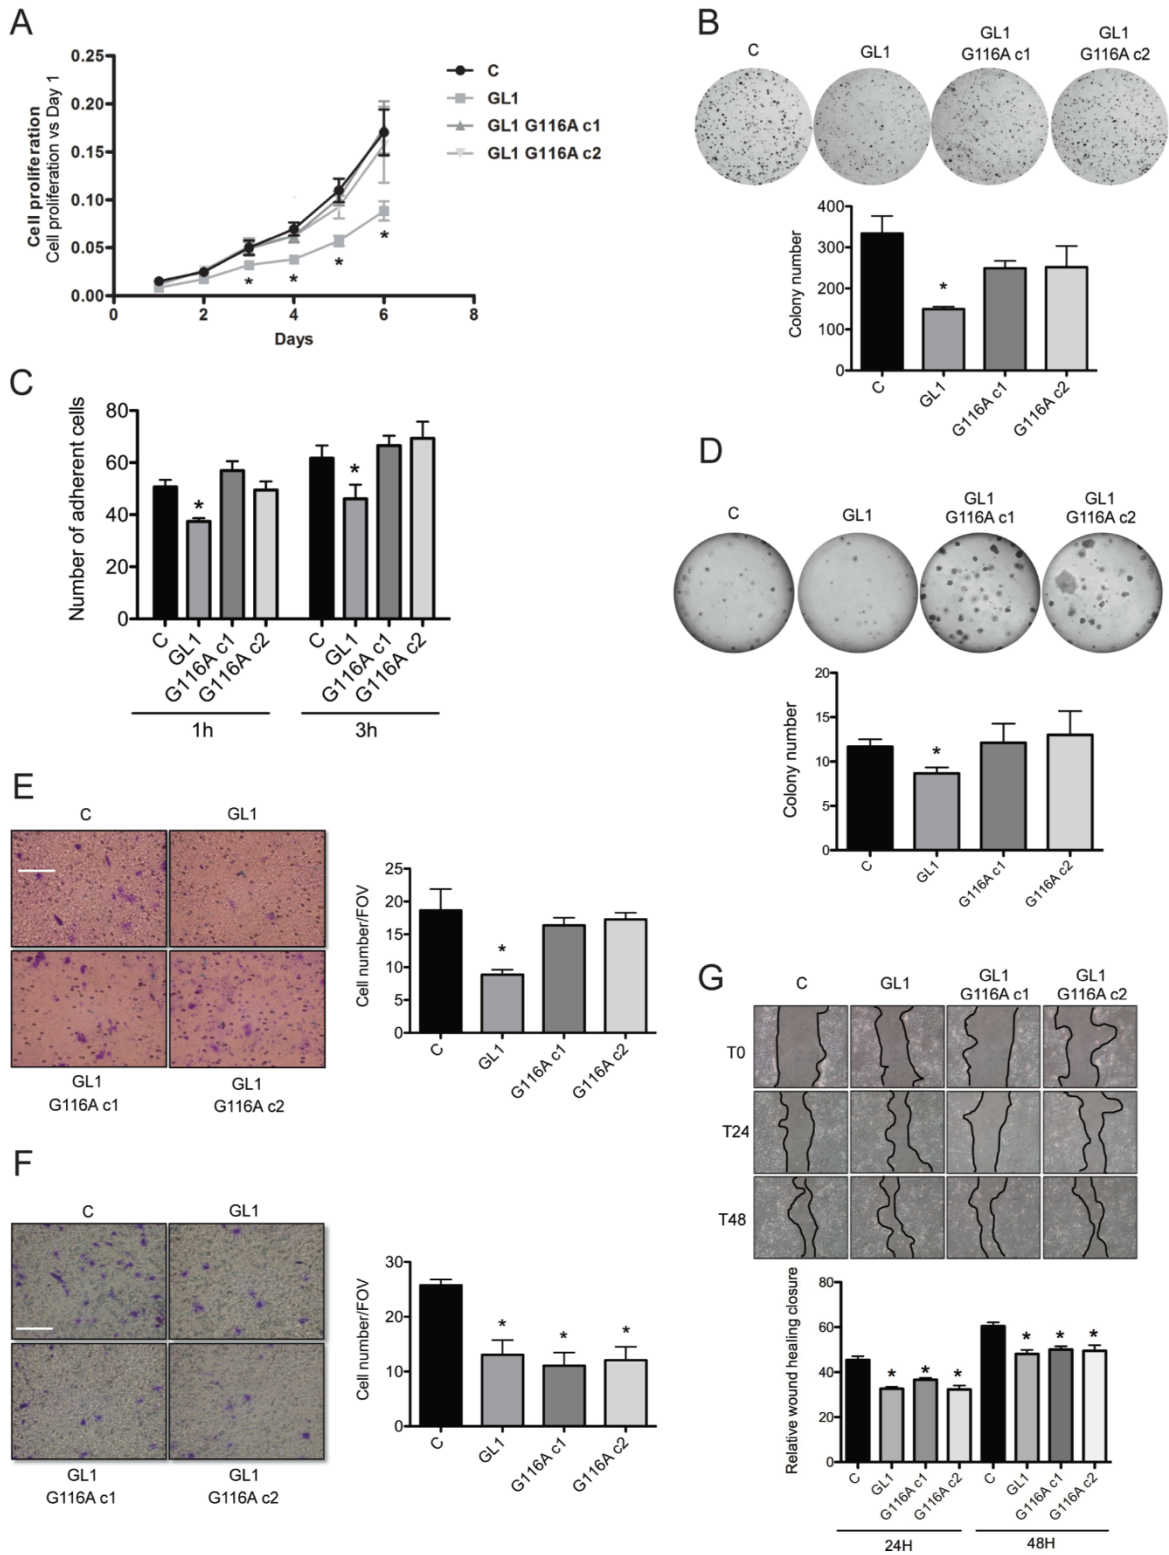 A
Cell proliferation
Cell proliferation vs Day 1
0.25
0.20
0.15
0.10
0.05
0.00
0
2
4
6
8
Days
C
GL1
GL1 G116A c1
GL1 G116A c2
*
*
*
*
B
C
GL1
GL1
G116A c1
GL1
G116A c2
Colony number
400
300
200
100
0
*
C
GL1
G116A c1
G116A c2
C
Number of adherent cells
80
60
40
20
0
*
*
C
GL1
G116A c1
G116A c2
C
GL1
G116A c1
G116A c2
1h
3h
D
C
GL1
GL1
G116A c1
GL1
G116A c2
Colony number
20
15
10
5
0
*
C
GL1
G116A c1
G116A c2
E
C
GL1
GL1
G116A c1
GL1
G116A c2
Cell number/FOV
25
20
15
10
5
0
*
C
GL1
G116A c1
G116A c2
F
C
GL1
GL1
G116A c1
GL1
G116A c2
Cell number/FOV
30
20
10
0
*
*
*
C
GL1
G116A c1
G116A c2
G
C
GL1
GL1
G116A c1
GL1
G116A c2
T0
T24
T48
Relative wound healing closure
80
60
40
20
0
*
*
*
*
*
*
C
GL1
G116A c1
G116A c2
C
GL1
G116A c1
G116A c2
24H
48H